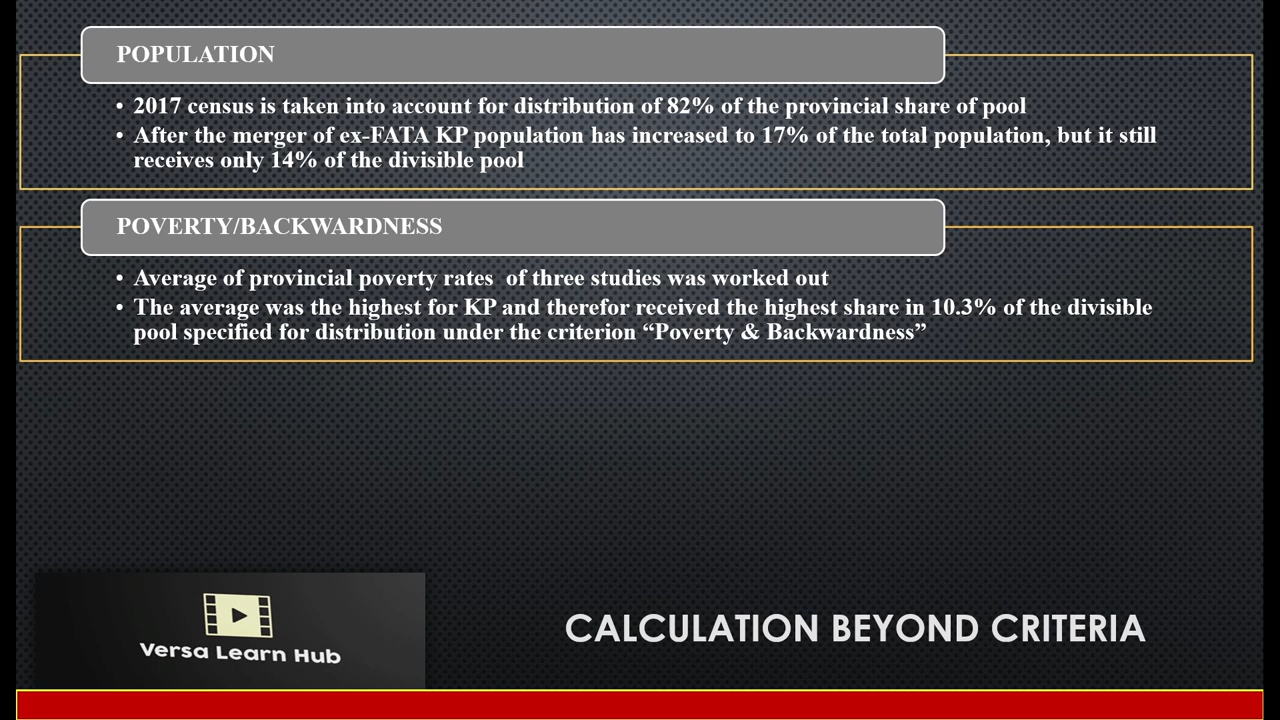 POPULATION
• 2017 census is taken into account for distribution of 82% of the provincial share of pool
• After the merger of ex-FATA KP population has increased to 17% of the total population, but it still
receives only 14% of the divisible pool
POVERTY/BACKWARDNESS
• Average of provincial poverty rates  of three studies was worked out
• The average was the highest for KP and therefor received the highest share in 10.3% of the divisible
pool specified for distribution under the criterion “Poverty & Backwardness”
Versa Learn Hub
CALCULATION BEYOND CRITERIA